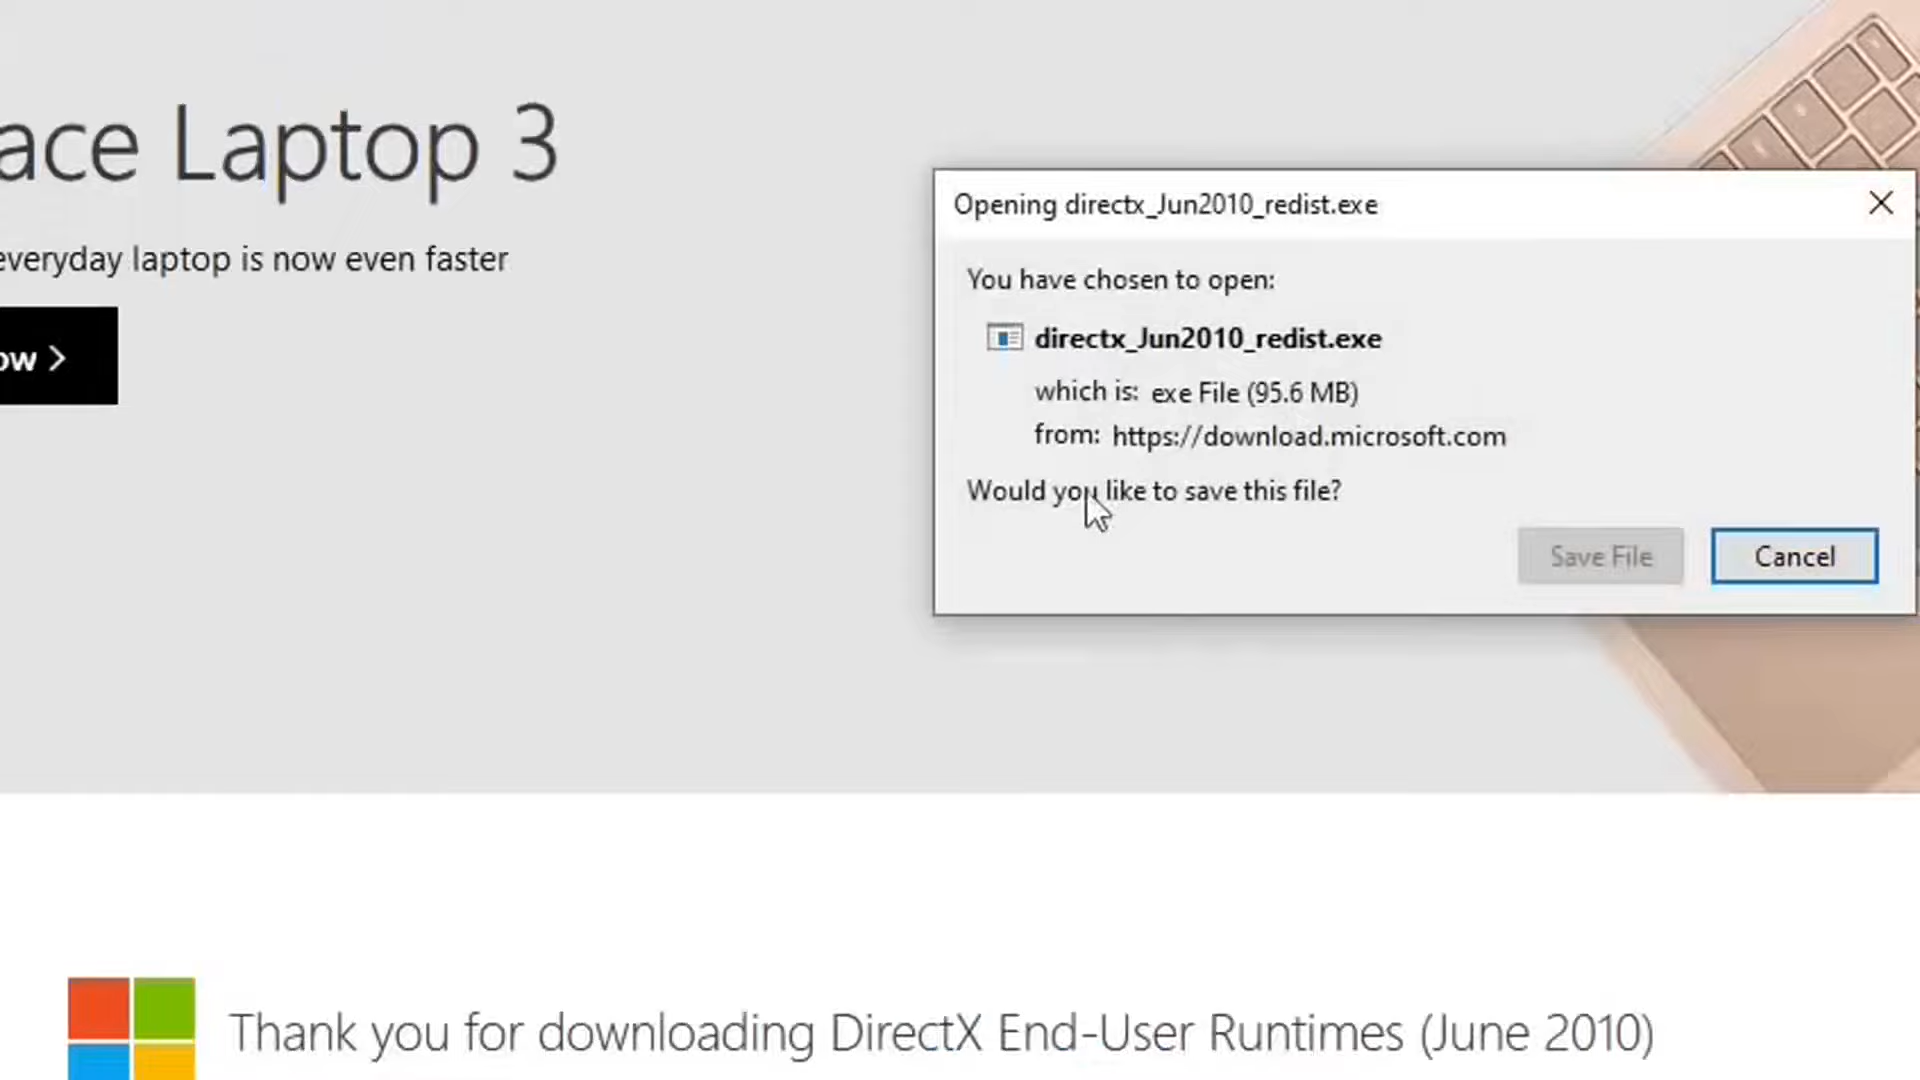 ace Laptop 3
everyday laptop is now even faster
ow
Opening directx_Jun2010_redist.exe
You have chosen to open:
directx_Jun2010_redist.exe
which is: exe File (95.6 MB)
from: https://download.microsoft.com
Would you like to save this file?
Save File
Cancel
Thank you for downloading DirectX End-User Runtimes (June 2010)